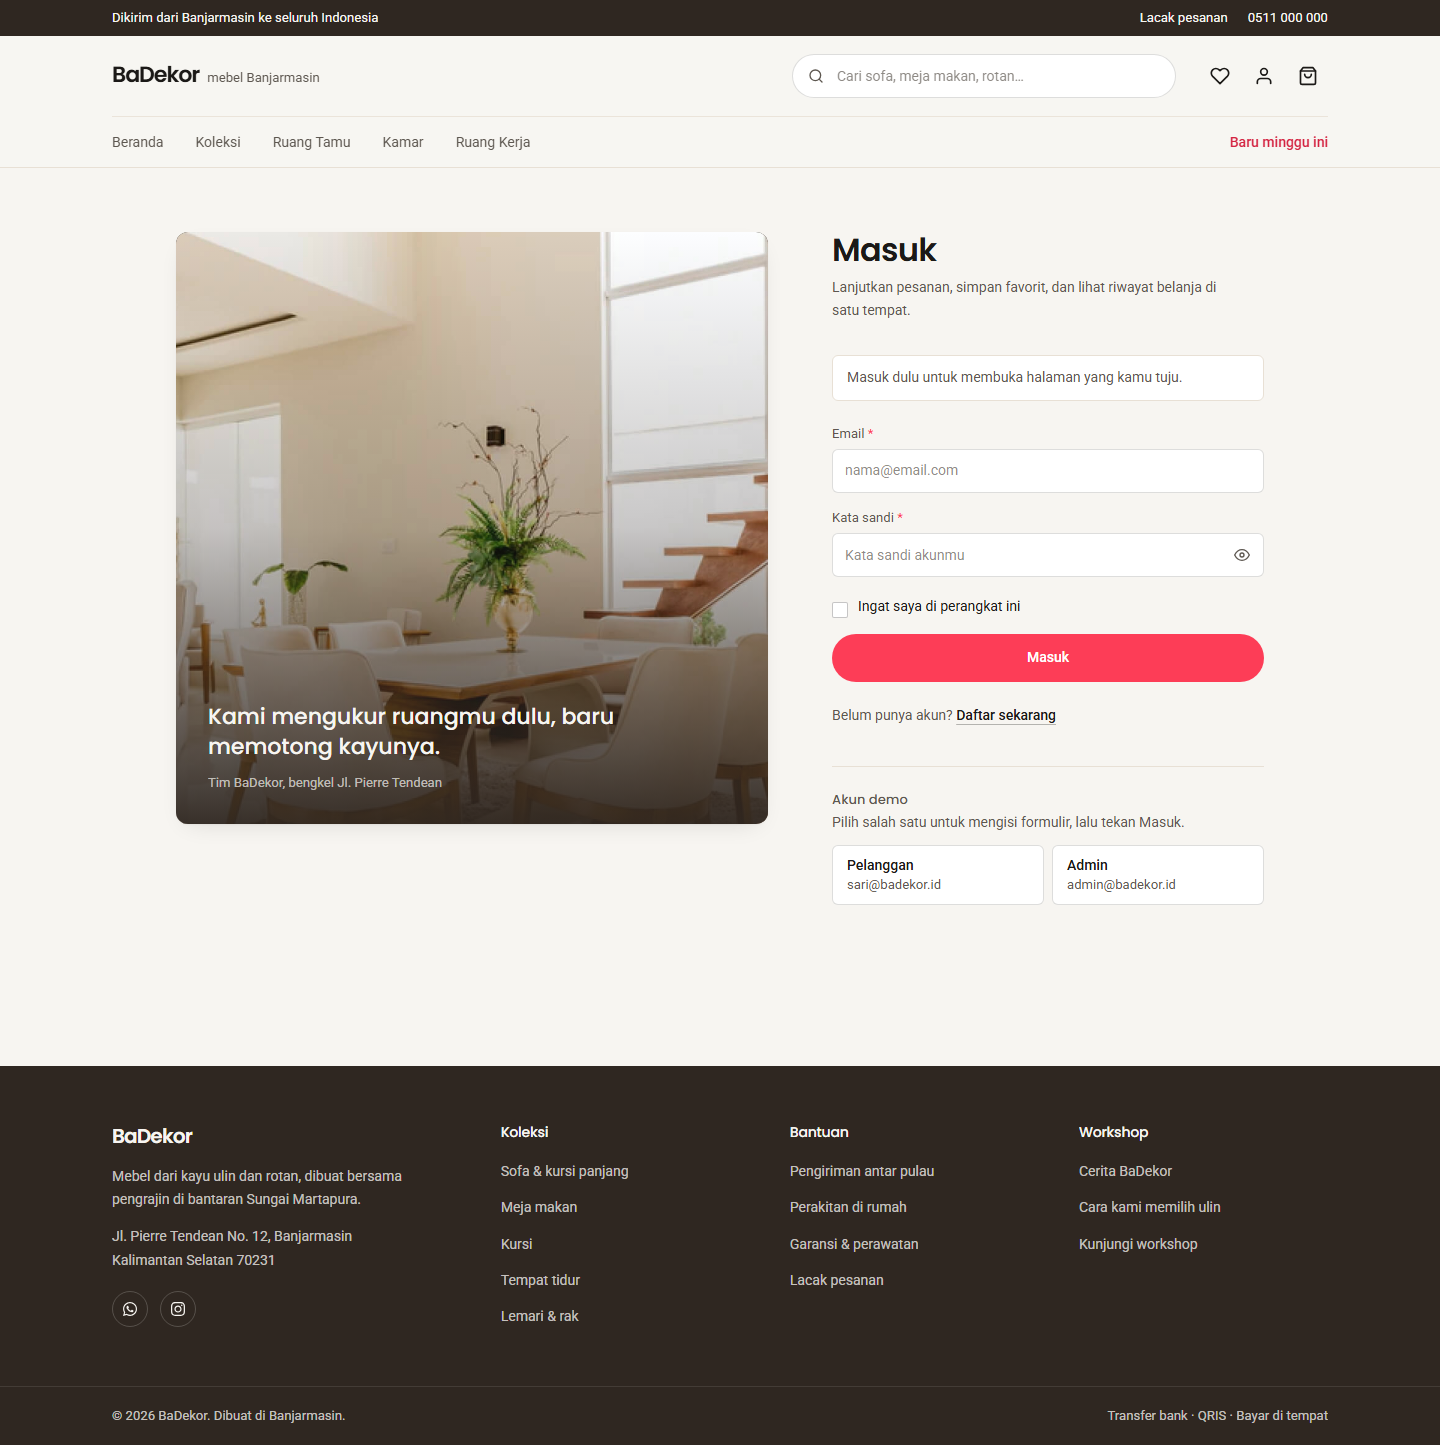 Dikirim dari Banjarmasin ke seluruh Indonesia
Lacak pesanan
0511 000 000
BaDekor
mebel Banjarmasin
Cari sofa, meja makan, rotan...
Beranda
Koleksi
Ruang Tamu
Kamar
Ruang Kerja
Baru minggu ini
Kami mengukur ruangmu dulu, baru
memotong kayunya.
Tim BaDekor, bengkel Jl. Pierre Tendean
Masuk
Lanjutkan pesanan, simpan favorit, dan lihat riwayat belanja di
satu tempat.
Masuk dulu untuk membuka halaman yang kamu tuju.
Email *
nama@email.com
Kata sandi *
Kata sandi akunmu
Ingat saya di perangkat ini
Masuk
Belum punya akun? Daftar sekarang
Akun demo
Pilih salah satu untuk mengisi formulir, lalu tekan Masuk.
Pelanggan
sari@badekor.id
Admin
admin@badekor.id
BaDekor
Mebel dari kayu ulin dan rotan, dibuat bersama
pengrajin di bantaran Sungai Martapura.
Jl. Pierre Tendean No. 12, Banjarmasin
Kalimantan Selatan 70231
Koleksi
Sofa & kursi panjang
Meja makan
Kursi
Tempat tidur
Lemari & rak
Bantuan
Pengiriman antar pulau
Perakitan di rumah
Garansi & perawatan
Lacak pesanan
Workshop
Cerita BaDekor
Cara kami memilih ulin
Kunjungi workshop
© 2026 BaDekor. Dibuat di Banjarmasin.
Transfer bank · QRIS · Bayar di tempat